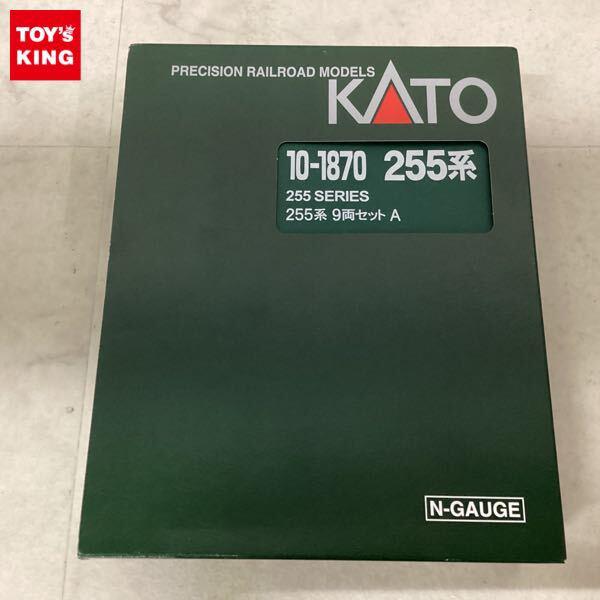 TOY's
KING
PRECISION RAILROAD MODELS
KATO
10-1870 255系
255 SERIES
255系 9両セット A
N-GAUGE